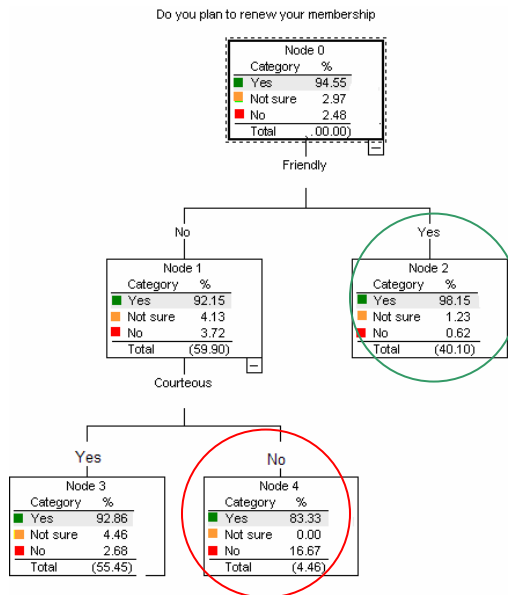 Do you plan to renew your membership
Node 0
Category %
Yes 94.55
Not sure 2.97
No 2.48
Total .00.00)
Friendly
No Yes
Node 1
Category %
Yes 92.15
Not sure 4.13
No 3.72
Total (59.90)
Node 2
Category %
Yes 98.15
Not sure 1.23
No 0.62
Total (40.10)
Courteous
Yes No
Node 3
Category %
Yes 92.86
Not sure 4.46
No 2.68
Total (55.45)
Node 4
Category %
Yes 83.33
Not sure 0.00
No 16.67
Total (4.46)